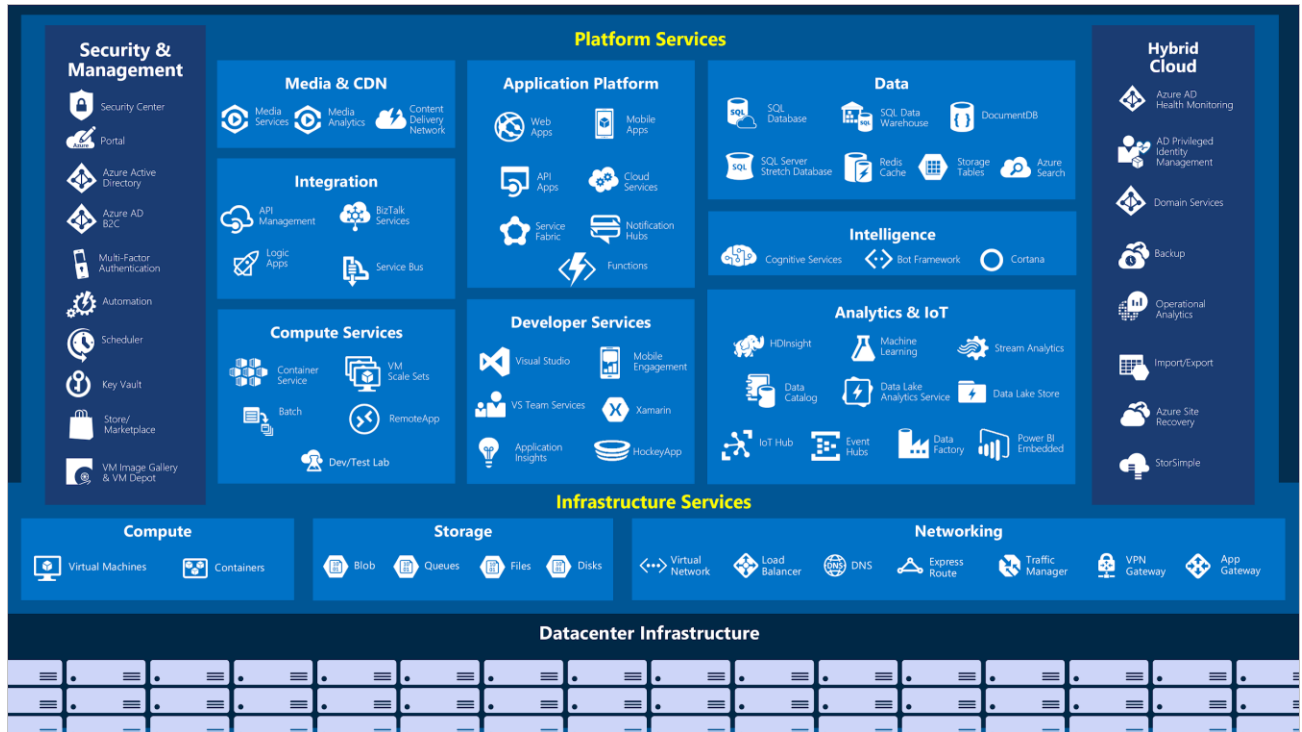 Platform Services
Security &
Management
Security Center
Azure
Portal
Azure Active
Directory
Azure AD
B2C
Multi-Factor
Authentication
Automation
Scheduler
Key Vault
Store/
Marketplace
VM Image Gallery
& VM Depot
Media & CDN
Media
Services
Media
Analytics
Content
Delivery
Network
Integration
API
Management
BizTalk
Services
Logic
Apps
Service Bus
Compute Services
Container
Service
VM
Scale Sets
Batch
RemoteApp
Dev/Test Lab
Application Platform
Web
Apps
Mobile
Apps
API
Apps
Cloud
Services
Service
Fabric
Notification
Hubs
Functions
Developer Services
Visual Studio
Mobile
Engagement
VS Team Services
Xamarin
Application
Insights
HockeyApp
Data
SQL
SQL
Database
SQL
SQL Data
Warehouse
{ }
DocumentDB
SQL
SQL Server
Stretch Database
Redis
Cache
Storage
Tables
Azure
Search
Intelligence
Cognitive Services
Bot Framework
Cortana
Analytics & IoT
HDInsight
Machine
Learning
Stream Analytics
Data
Catalog
Data Lake
Analytics Service
Data Lake Store
IoT Hub
Event
Hubs
Data
Factory
Power BI
Embedded
Hybrid
Cloud
Azure AD
Health Monitoring
AD Privileged
Identity
Management
Domain Services
Backup
Operational
Analytics
Import/Export
Azure Site
Recovery
StorSimple
Infrastructure Services
Compute
Virtual Machines
Containers
Storage
Blob
Queues
Files
Disks
Networking
Virtual
Network
Load
Balancer
DNS
DNS
Express
Route
Traffic
Manager
VPN
Gateway
App
Gateway
Datacenter Infrastructure